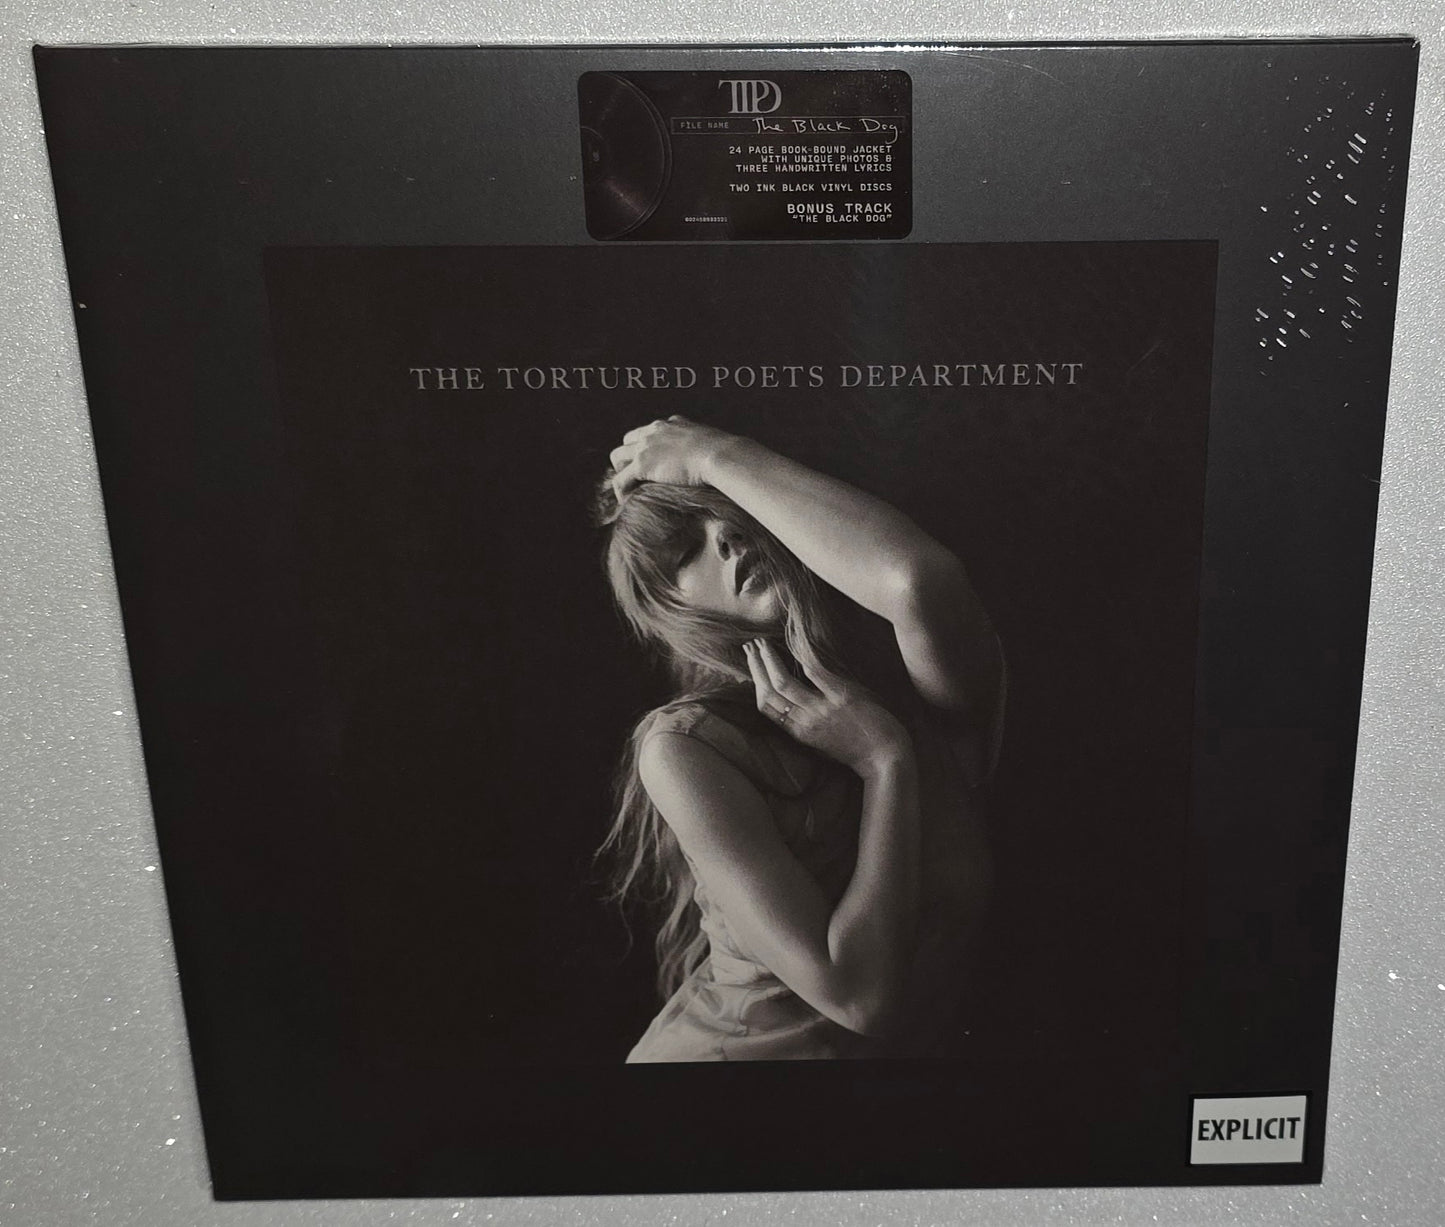 TTPD
FILE NAME The Black Dog
24 PAGE BOOK-BOUND JACKET
WITH UNIQUE PHOTOS &
THREE HANDWRITTEN LYRICS
TWO INK BLACK VINYL DISCS
BONUS TRACK
"THE BLACK DOG"
THE TORTURED POETS DEPARTMENT
EXPLICIT